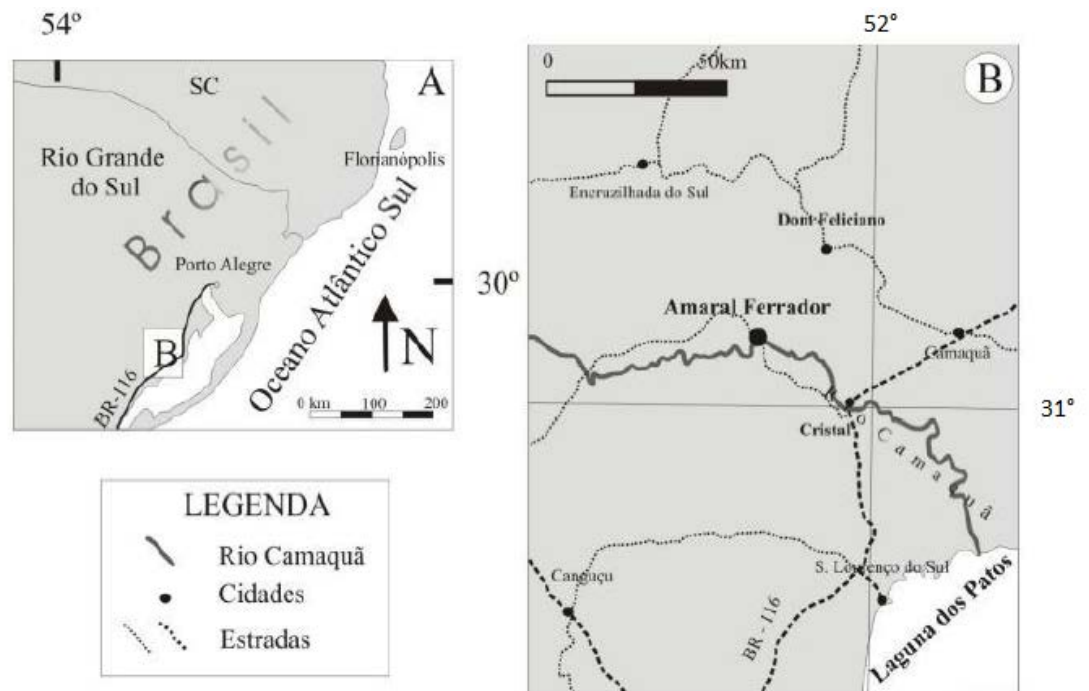 54º
SC
A
Brasil
Rio Grande
do Sul
Florianópolis
Porto Alegre
Oceano Atlântico Sul
30º
N
B
BR-116
0 km 100 200
LEGENDA
Rio Camaquã
Cidades
Estradas
52°
0 50km
B
Encruzilhada do Sul
Dom Feliciano
Amaral Ferrador
Camaquã
31°
Cristal
Rio Camaquã
Canguçu
S. Lourenço do Sul
BR - 116
Laguna dos Patos